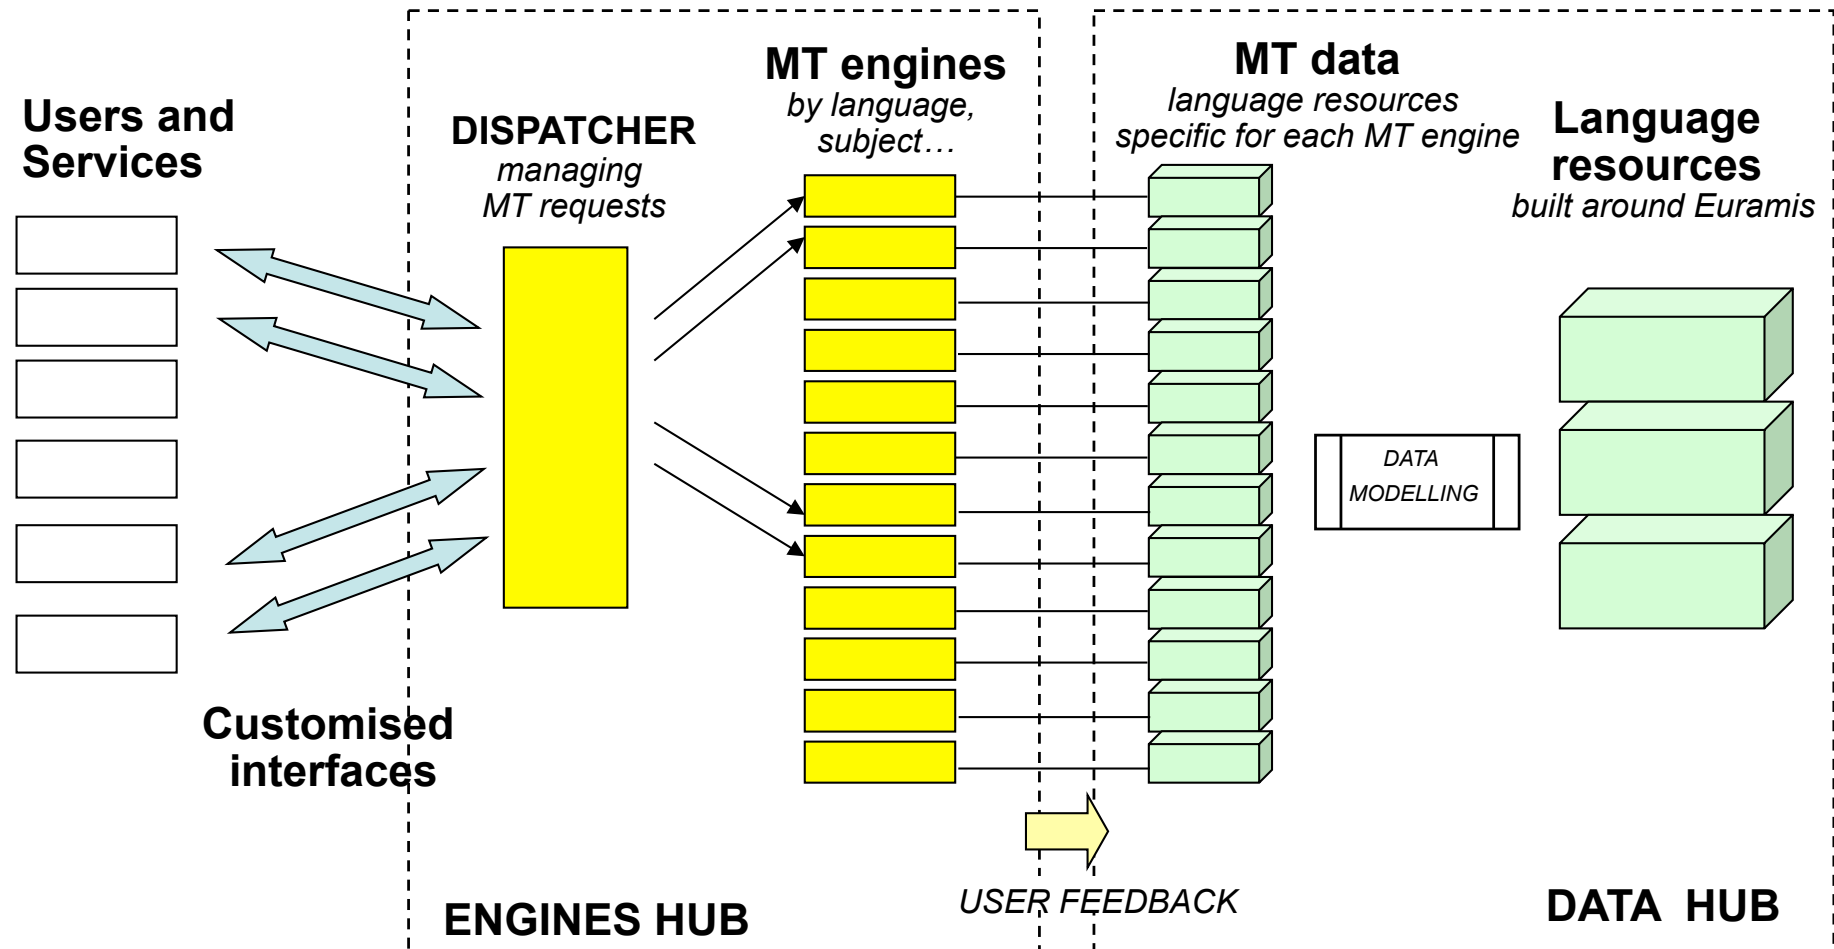 Users and
Services
DISPATCHER
managing
MT requests
MT engines
by language,
subject…
MT data
language resources
specific for each MT engine
Language
resources
built around Euramis
DATA
MODELLING
Customised
interfaces
USER FEEDBACK
ENGINES HUB
DATA HUB